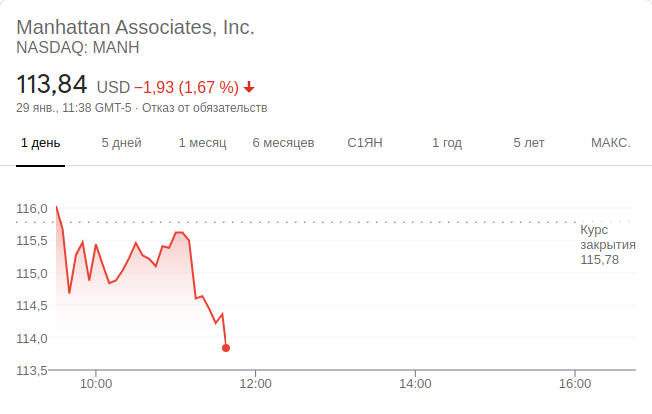 Manhattan Associates, Inc.
NASDAQ: MANH
113,84 USD −1,93 (1,67 %)
29 янв., 11:38 GMT-5 · Отказ от обязательств
1 день 5 дней 1 месяц 6 месяцев С1ЯН 1 год 5 лет МАКС.
116,0
115,5
115,0
114,5
114,0
113,5
Курс
закрытия
115,78
10:00 12:00 14:00 16:00